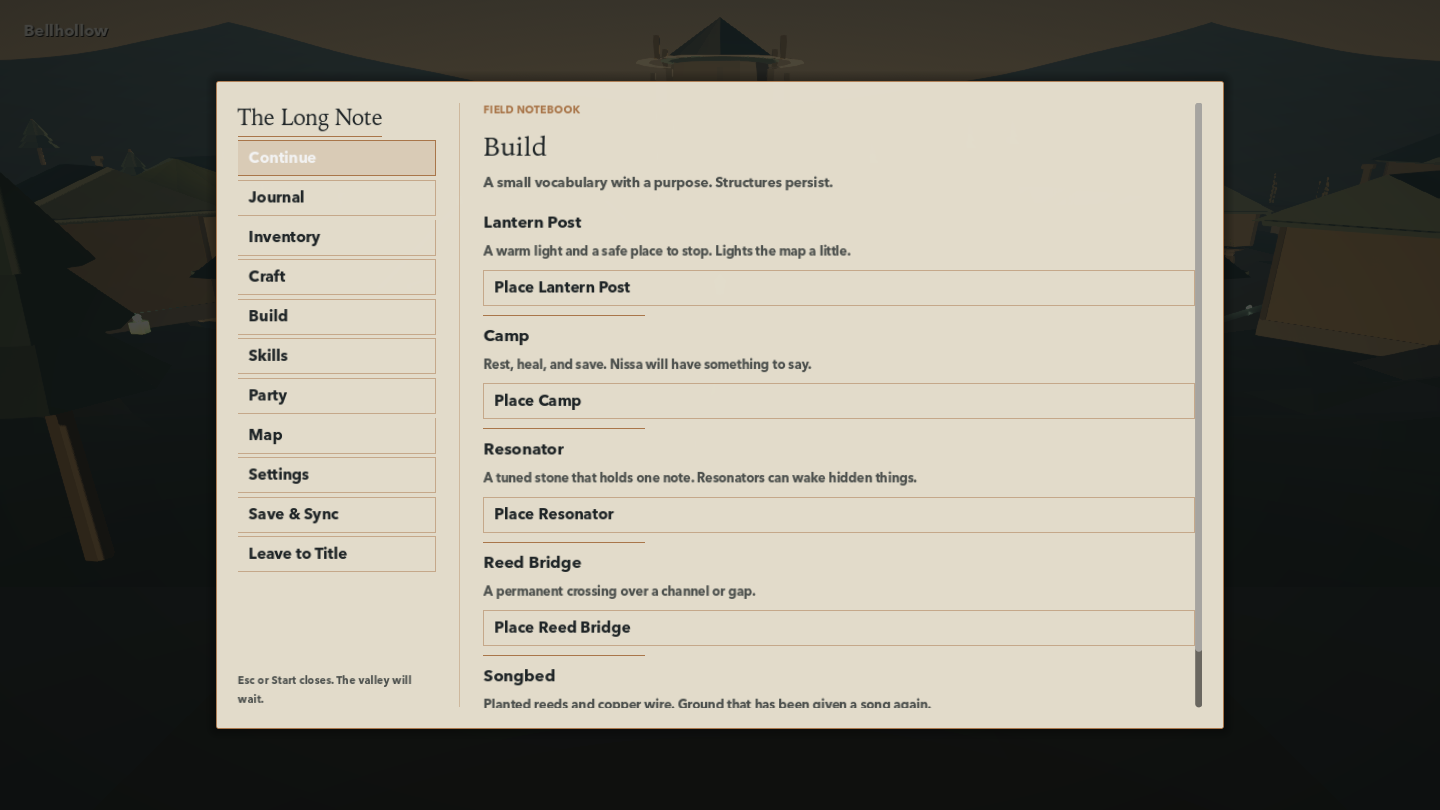 Bellhollow
The Long Note
Continue
Journal
Inventory
Craft
Build
Skills
Party
Map
Settings
Save & Sync
Leave to Title
Esc or Start closes. The valley will
wait.
FIELD NOTEBOOK
Build
A small vocabulary with a purpose. Structures persist.
Lantern Post
A warm light and a safe place to stop. Lights the map a little.
Place Lantern Post
Camp
Rest, heal, and save. Nissa will have something to say.
Place Camp
Resonator
A tuned stone that holds one note. Resonators can wake hidden things.
Place Resonator
Reed Bridge
A permanent crossing over a channel or gap.
Place Reed Bridge
Songbed
Planted reeds and copper wire. Ground that has been given a song again.